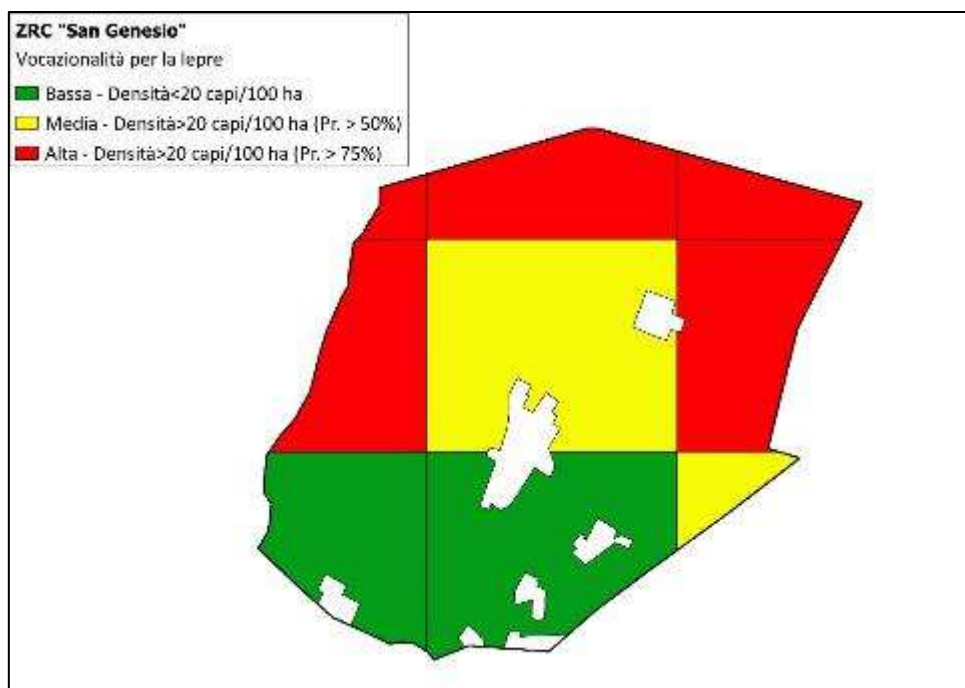 ZRC "San Genesio"
Vocazionalità per la lepre
Bassa - Densità<20 capi/100 ha
Media - Densità>20 capi/100 ha (Pr. > 50%)
Alta - Densità>20 capi/100 ha (Pr. > 75%)